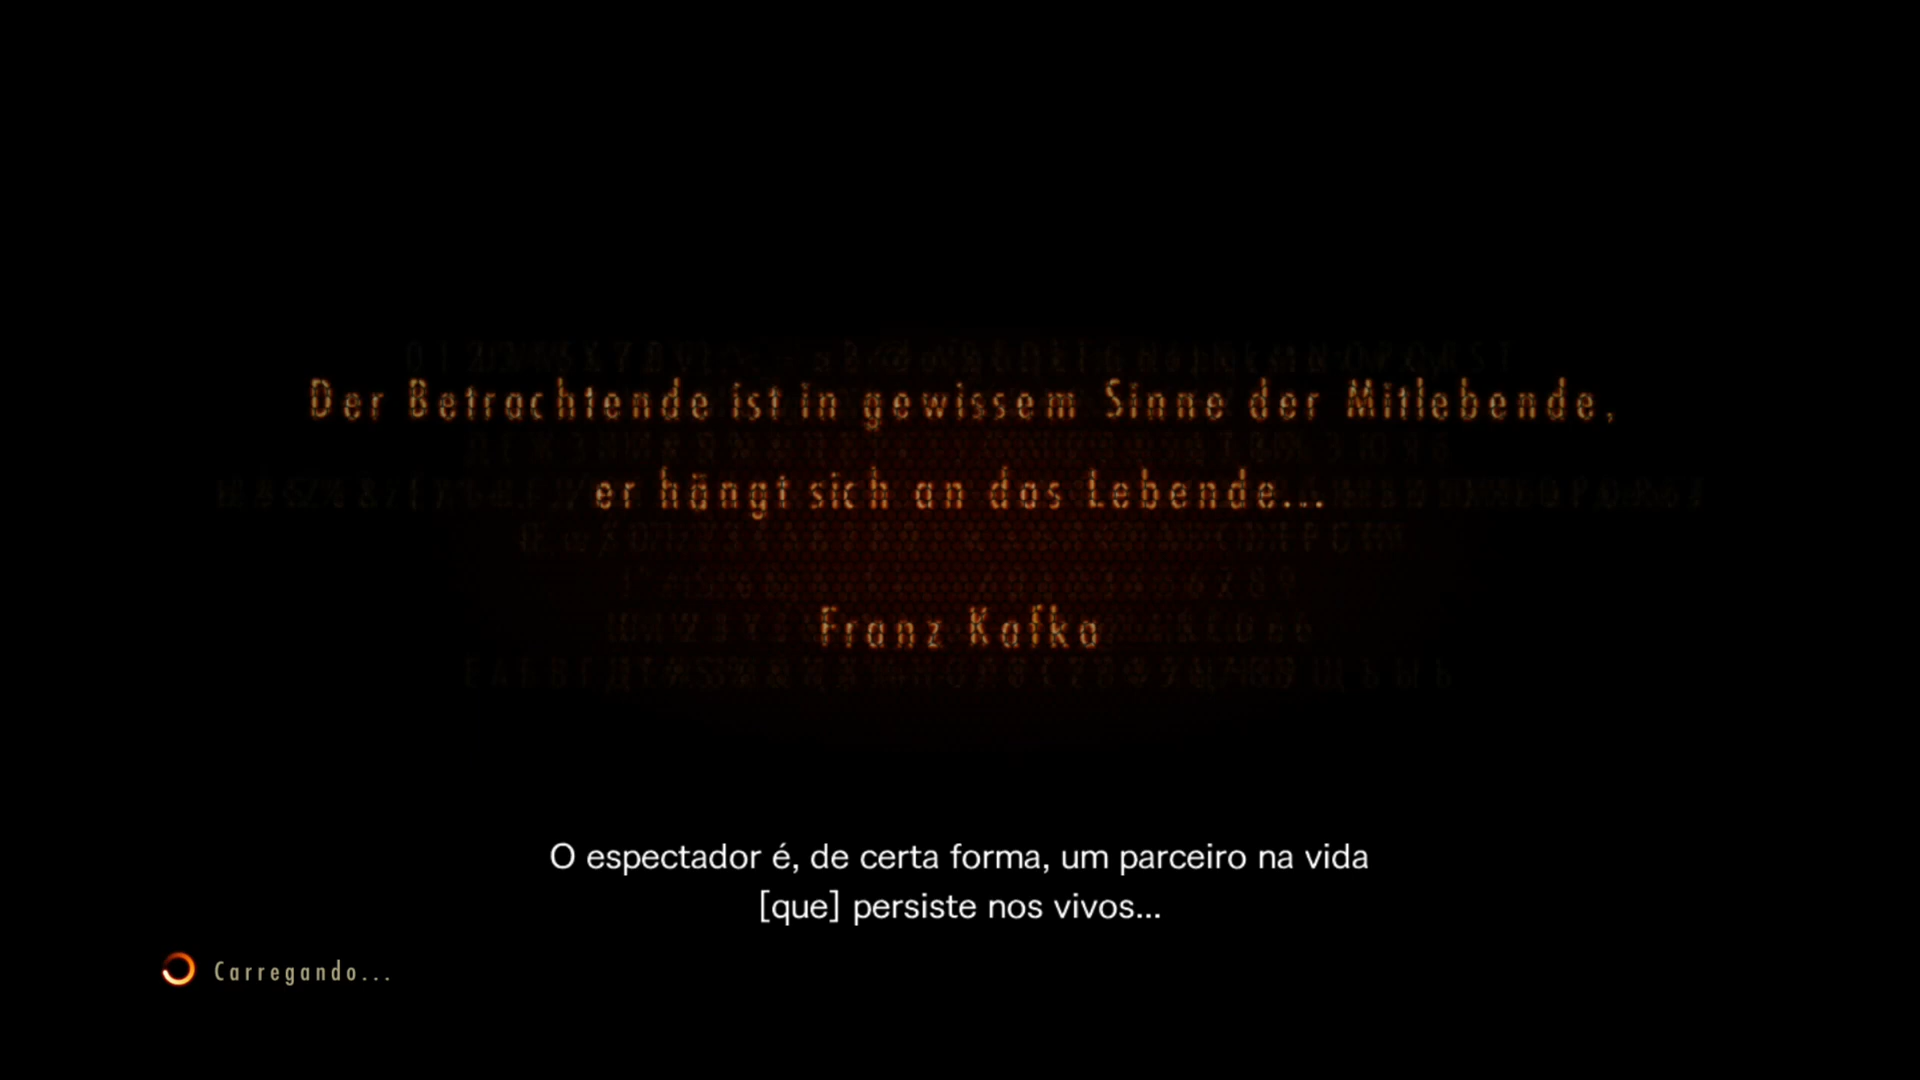 Der Betrachtende ist in gewissem Sinne der Mitlebende,
er hängt sich an das Lebende...
Franz Kafka
O espectador é, de certa forma, um parceiro na vida
[que] persiste nos vivos...
Carregando...